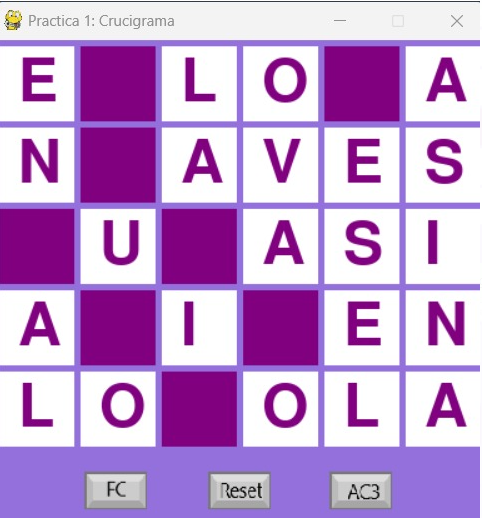 Practica 1: Crucigrama
E L O A
N A V E S
U A S I
A I E N
L O O L A
FC Reset AC3